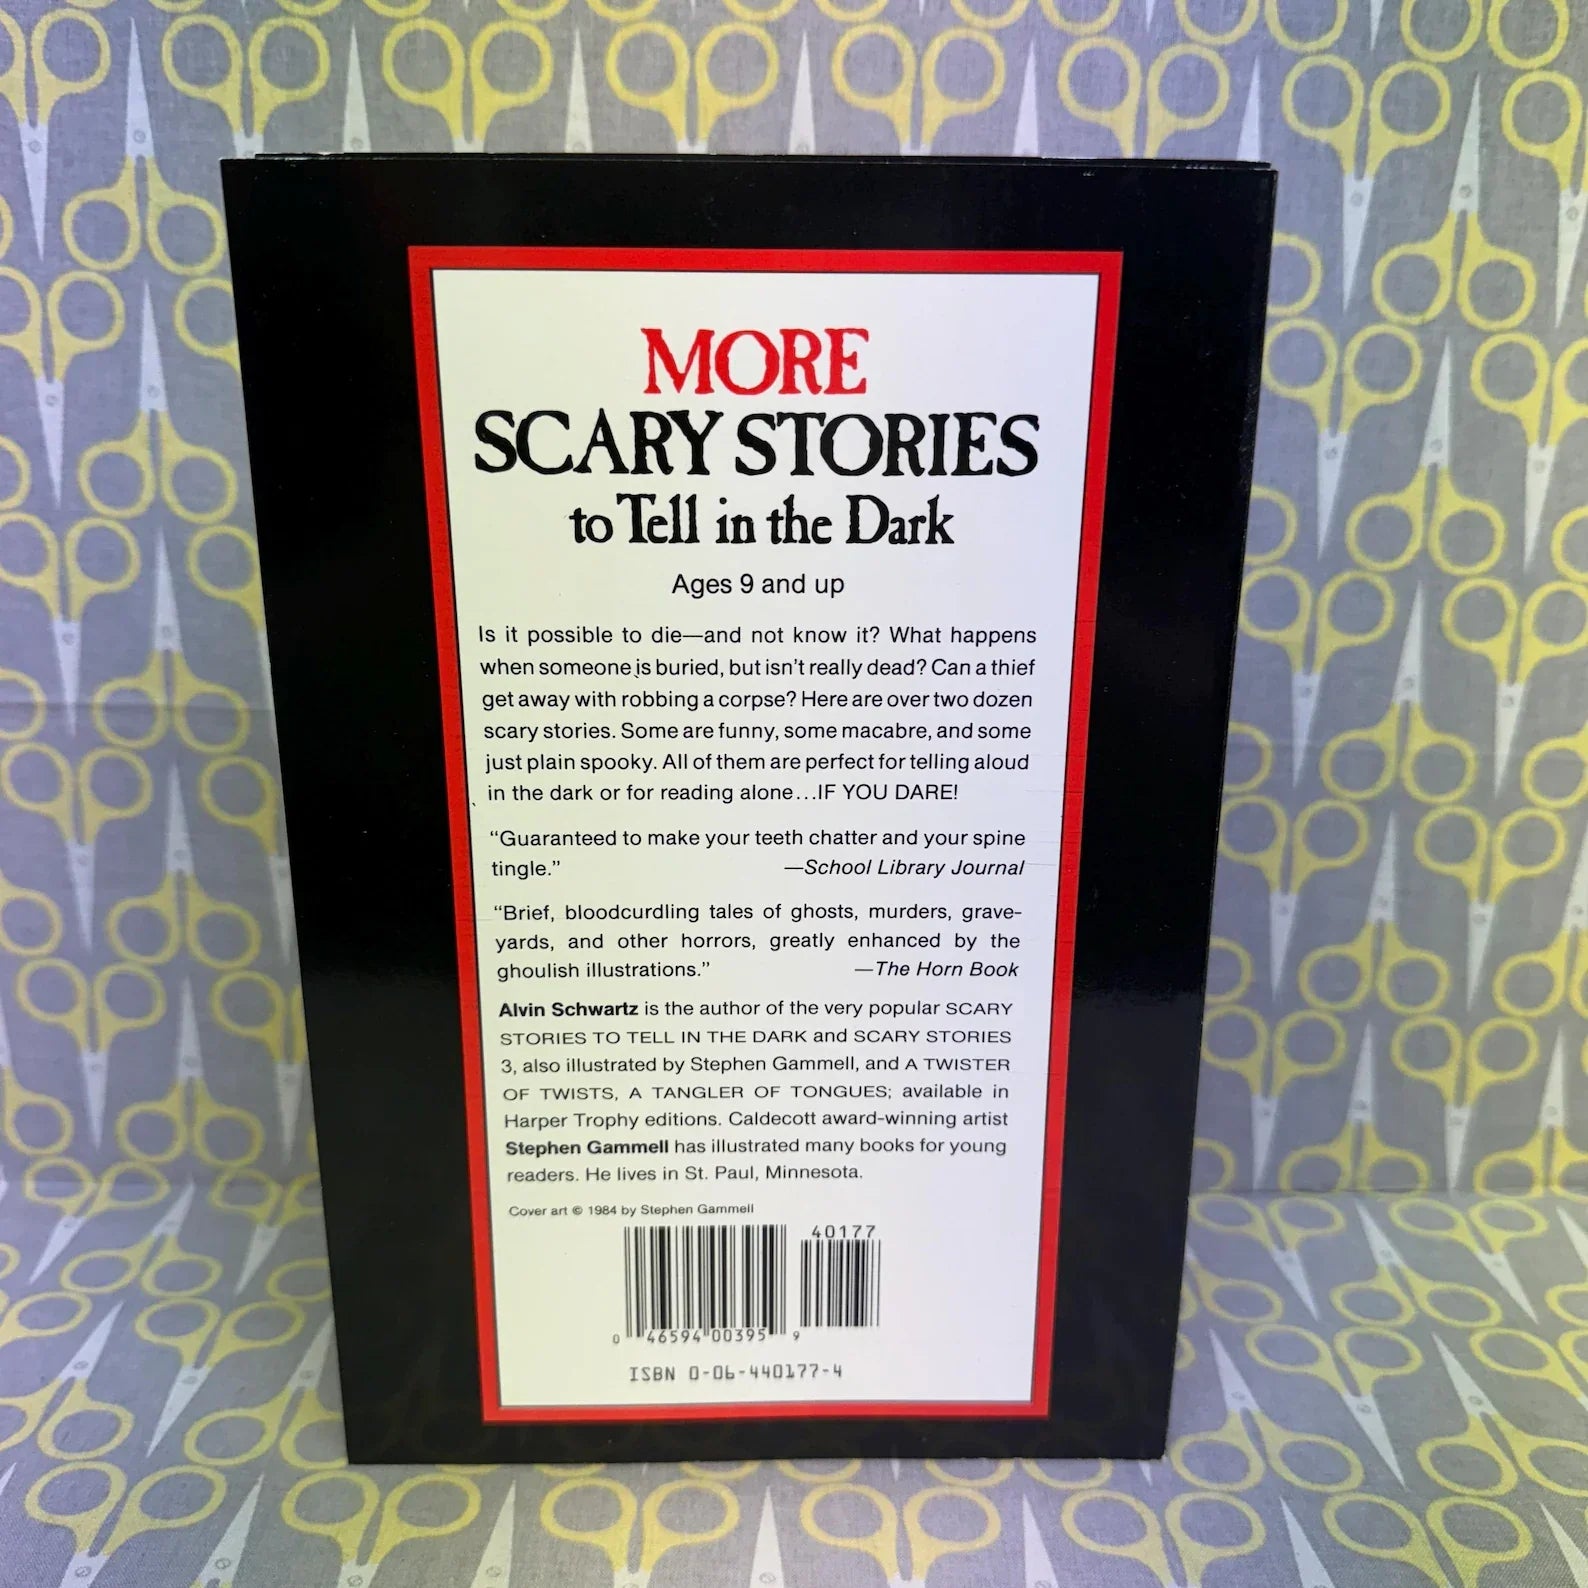 MORE
SCARY STORIES
to Tell in the Dark
Ages 9 and up
Is it possible to die—and not know it? What happens
when someone is buried, but isn't really dead? Can a thief
get away with robbing a corpse? Here are over two dozen
scary stories. Some are funny, some macabre, and some
just plain spooky. All of them are perfect for telling aloud
in the dark or for reading alone...IF YOU DARE!
“Guaranteed to make your teeth chatter and your spine
tingle.” —School Library Journal
“Brief, bloodcurdling tales of ghosts, murders, grave-
yards, and other horrors, greatly enhanced by the
ghoulish illustrations.” —The Horn Book
Alvin Schwartz is the author of the very popular SCARY
STORIES TO TELL IN THE DARK and SCARY STORIES
3, also illustrated by Stephen Gammell, and A TWISTER
OF TWISTS, A TANGLER OF TONGUES; available in
Harper Trophy editions. Caldecott award-winning artist
Stephen Gammell has illustrated many books for young
readers. He lives in St. Paul, Minnesota.
Cover art © 1984 by Stephen Gammell
40177
0 46594 00395 9
ISBN 0-06-440177-4